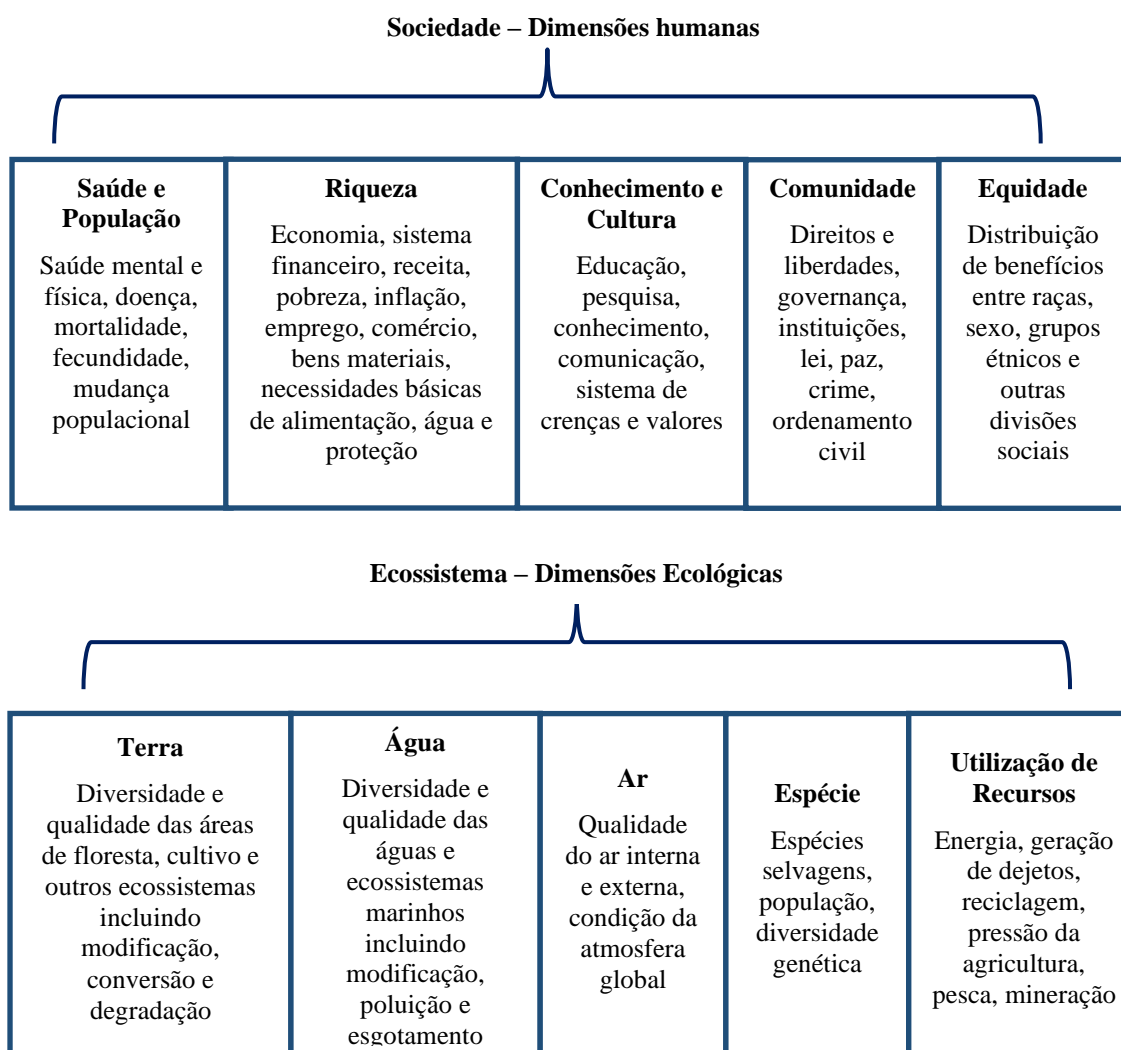 Sociedade – Dimensões humanas
Saúde e
População
Saúde mental e
física, doença,
mortalidade,
fecundidade,
mudança
populacional
Riqueza
Economia, sistema
financeiro, receita,
pobreza, inflação,
emprego, comércio,
bens materiais,
necessidades básicas
de alimentação, água e
proteção
Conhecimento e
Cultura
Educação,
pesquisa,
conhecimento,
comunicação,
sistema de
crenças e valores
Comunidade
Direitos e
liberdades,
governança,
instituições,
lei, paz,
crime,
ordenamento
civil
Equidade
Distribuição
de benefícios
entre raças,
sexo, grupos
étnicos e
outras
divisões
sociais
Ecossistema – Dimensões Ecológicas
Terra
Diversidade e
qualidade das áreas
de floresta, cultivo e
outros ecossistemas
incluindo
modificação,
conversão e
degradação
Água
Diversidade e
qualidade das
águas e
ecossistemas
marinhos
incluindo
modificação,
poluição e
esgotamento
Ar
Qualidade
do ar interna
e externa,
condição da
atmosfera
global
Espécie
Espécies
selvagens,
população,
diversidade
genética
Utilização de
Recursos
Energia, geração
de dejetos,
reciclagem,
pressão da
agricultura,
pesca, mineração